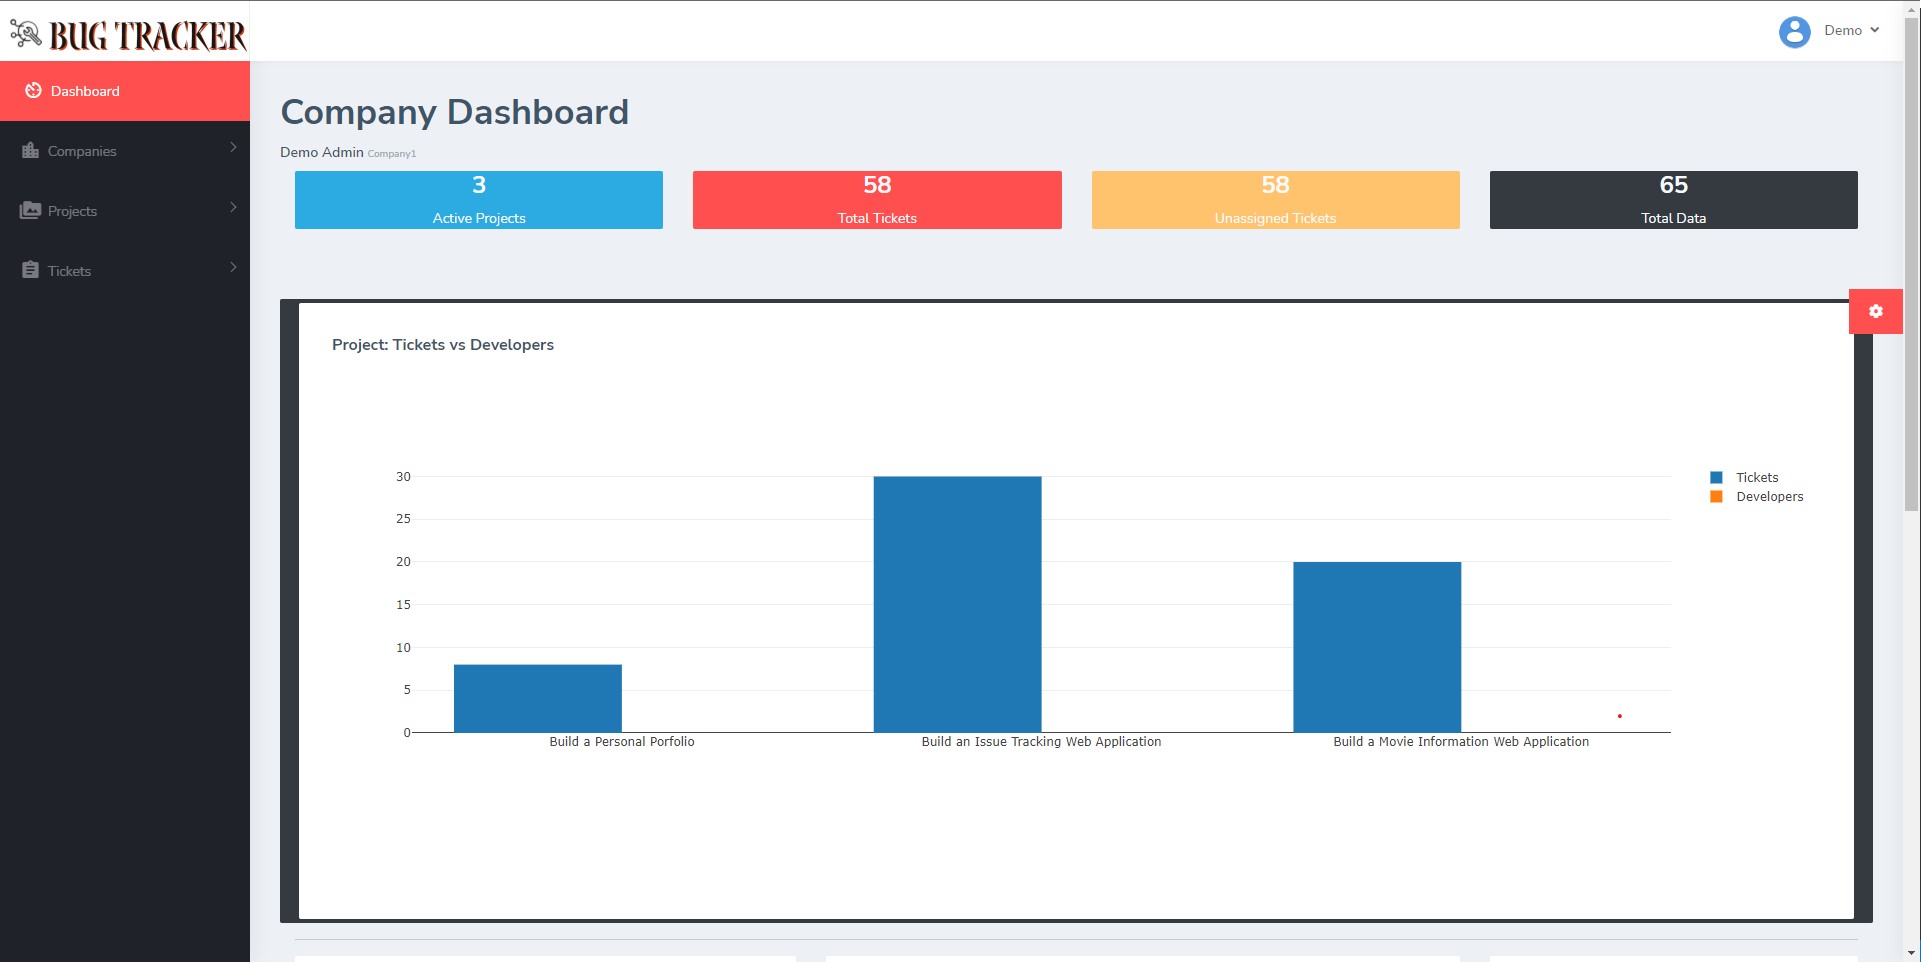 BUG TRACKER
Demo
Dashboard
Companies
Projects
Tickets
Company Dashboard
Demo Admin Company1
3
Active Projects
58
Total Tickets
58
Unassigned Tickets
65
Total Data
Project: Tickets vs Developers
30
25
20
15
10
5
0
Build a Personal Porfolio
Build an Issue Tracking Web Application
Build a Movie Information Web Application
Tickets
Developers